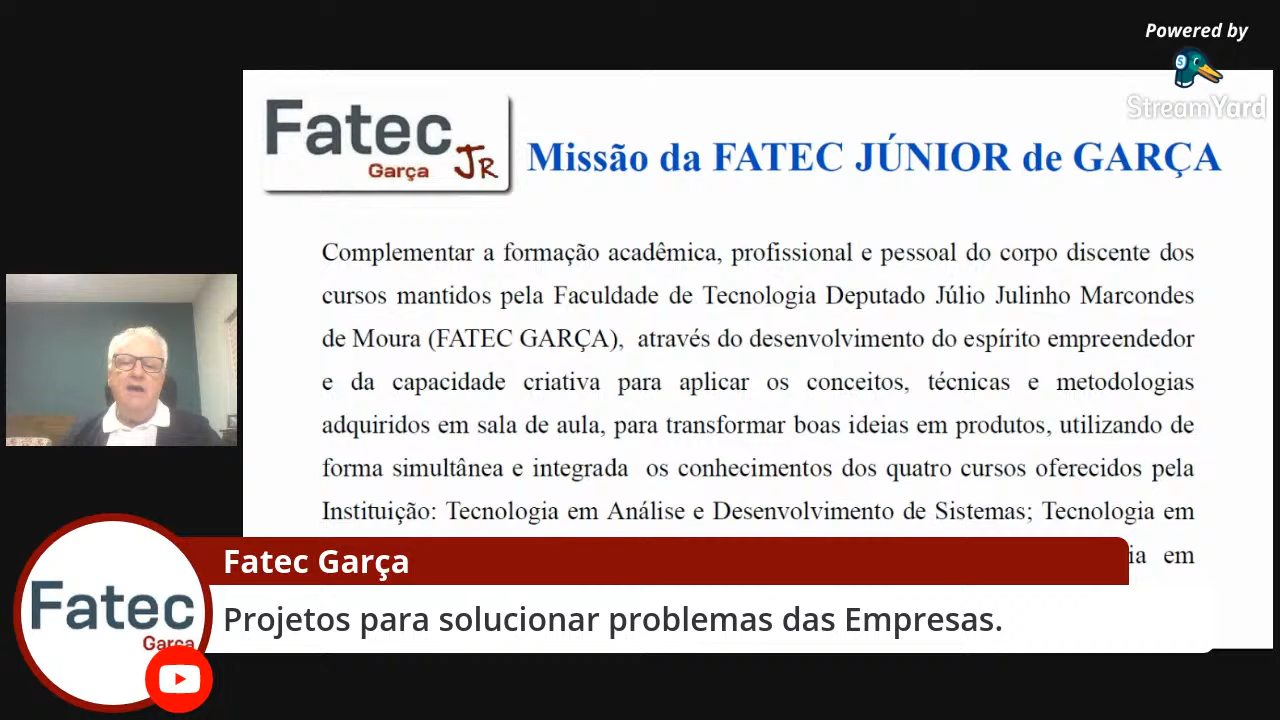 Powered by
StreamYard
Fatec
Garça JR
Missão da FATEC JÚNIOR de GARÇA
Complementar a formação acadêmica, profissional e pessoal do corpo discente dos
cursos mantidos pela Faculdade de Tecnologia Deputado Júlio Julinho Marcondes
de Moura (FATEC GARÇA), através do desenvolvimento do espírito empreendedor
e da capacidade criativa para aplicar os conceitos, técnicas e metodologias
adquiridos em sala de aula, para transformar boas ideias em produtos, utilizando de
forma simultânea e integrada os conhecimentos dos quatro cursos oferecidos pela
Instituição: Tecnologia em Análise e Desenvolvimento de Sistemas; Tecnologia em
em
Fatec Garça
Projetos para solucionar problemas das Empresas.
Fatec
Garça